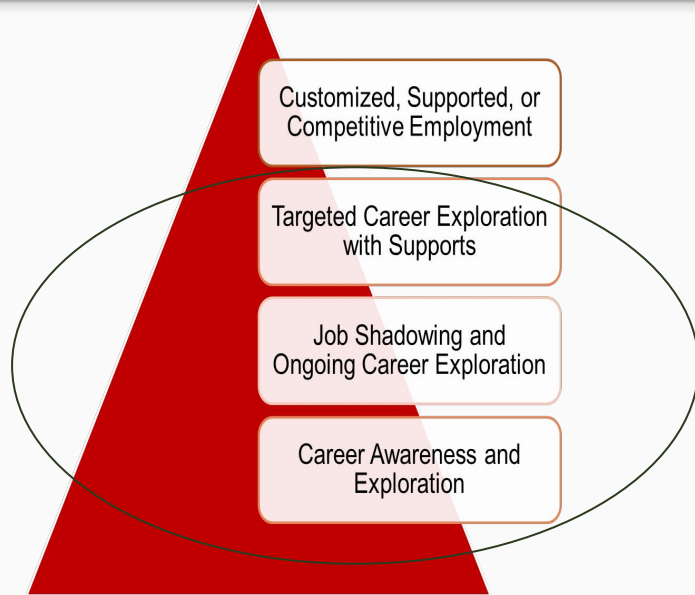 Customized, Supported, or
Competitive Employment
Targeted Career Exploration
with Supports
Job Shadowing and
Ongoing Career Exploration
Career Awareness and
Exploration